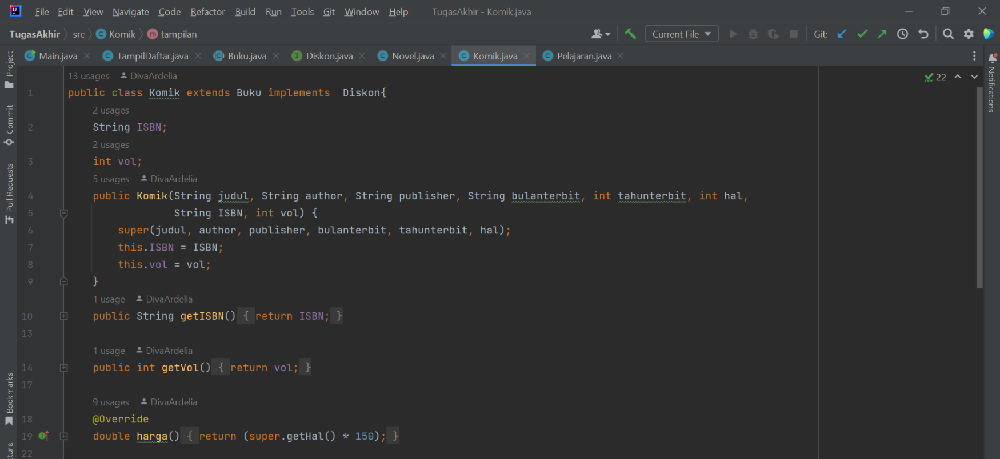 File Edit View Navigate Code Refactor Build Run Tools Git Window Help TugasAkhir - Komik.java
TugasAkhir src Komik m tampilan Current File Git:
Main.java TampilDaftar.java Buku.java Diskon.java Novel.java Komik.java Pelajaran.java
Project
Commit
Pull Requests
Bookmarks
cture
Notifications
13 usages DivaArdelia 22
1 public class Komik extends Buku implements  Diskon{
2 usages
2 String ISBN;
2 usages
3 int vol;
5 usages DivaArdelia
4 public Komik(String judul, String author, String publisher, String bulanterbit, int tahunterbit, int hal,
5 String ISBN, int vol) {
6 super(judul, author, publisher, bulanterbit, tahunterbit, hal);
7 this.ISBN = ISBN;
8 this.vol = vol;
9 }
1 usage DivaArdelia
10 public String getISBN() { return ISBN; }
13
1 usage DivaArdelia
14 public int getVol() { return vol; }
17
9 usages DivaArdelia
18 @Override
19 double harga() { return (super.getHal() * 150); }
22